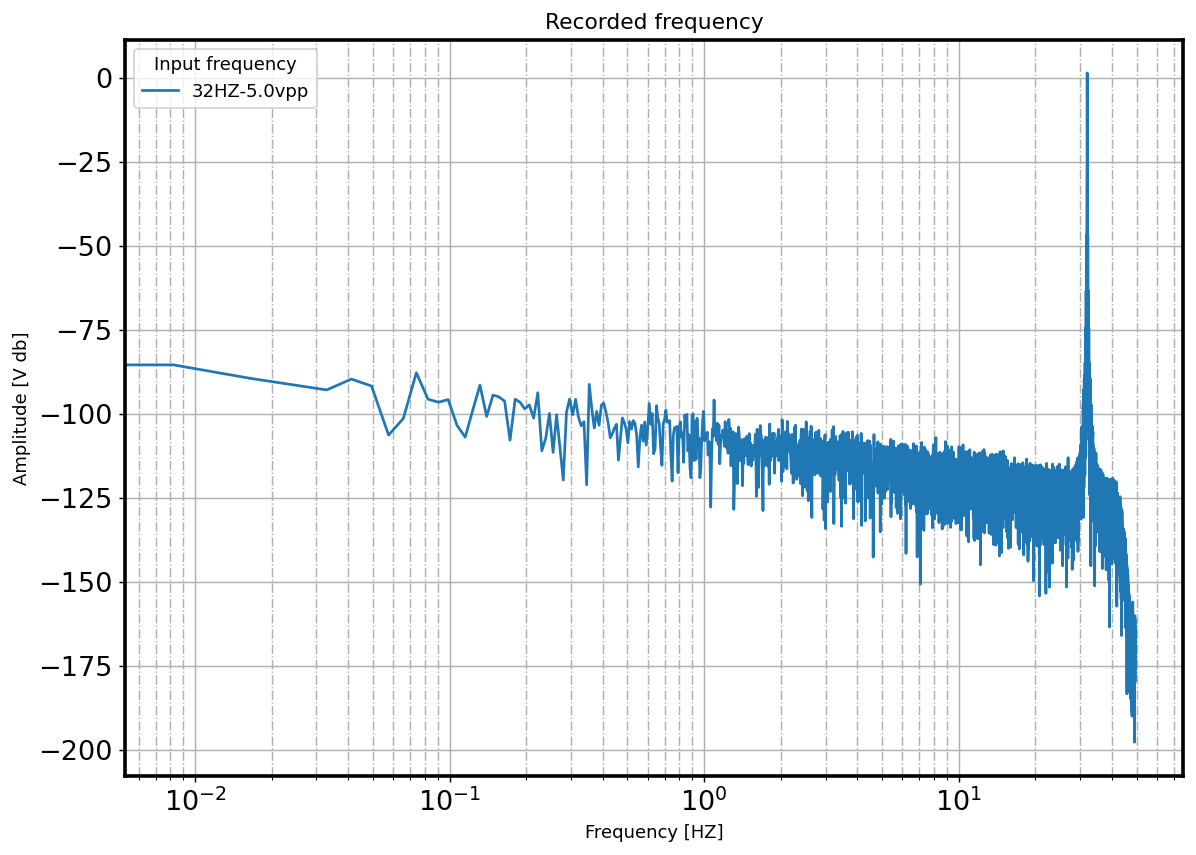 Recorded frequency
Input frequency
32HZ-5.0vpp
Amplitude [V db]
0
−25
−50
−75
−100
−125
−150
−175
−200
10⁻² 10⁻¹ 10⁰ 10¹
Frequency [HZ]